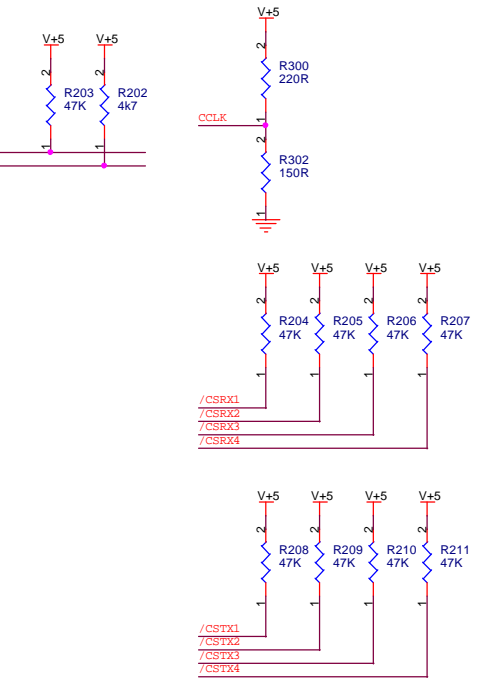 V+5
V+5
V+5
2
2
2
R203
47K
R202
4k7
R300
220R
1
1
1
CCLK
2
R302
150R
1
V+5
V+5
V+5
V+5
2
2
2
2
R204
47K
R205
47K
R206
47K
R207
47K
1
1
1
1
/CSRX1
/CSRX2
/CSRX3
/CSRX4
V+5
V+5
V+5
V+5
2
2
2
2
R208
47K
R209
47K
R210
47K
R211
47K
1
1
1
1
/CSTX1
/CSTX2
/CSTX3
/CSTX4